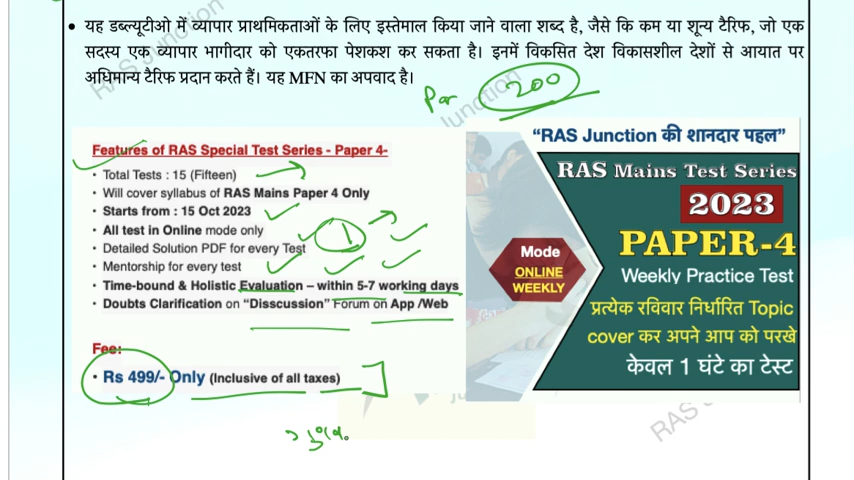 • यह डब्ल्यूटीओ में व्यापार प्राथमिकताओं के लिए इस्तेमाल किया जाने वाला शब्द है, जैसे कि कम या शून्य टैरिफ, जो एक
सदस्य एक व्यापार भागीदार को एकतरफा पेशकश कर सकता है। इनमें विकसित देश विकासशील देशों से आयात पर
अधिमान्य टैरिफ प्रदान करते हैं। यह MFN का अपवाद है।
200
Features of RAS Special Test Series - Paper 4-
• Total Tests : 15 (Fifteen)
• Will cover syllabus of RAS Mains Paper 4 Only
• Starts from : 15 Oct 2023
• All test in Online mode only
• Detailed Solution PDF for every Test
• Mentorship for every test
• Time-bound & Holistic Evaluation – within 5-7 working days
• Doubts Clarification on “Disscussion” Forum on App /Web
Fee:
• Rs 499/- Only (Inclusive of all taxes)
“RAS Junction की शानदार पहल”
RAS Mains Test Series
2023
PAPER-4
Weekly Practice Test
Mode
ONLINE
WEEKLY
प्रत्येक रविवार निर्धारित Topic
cover कर अपने आप को परखे
केवल 1 घंटे का टेस्ट